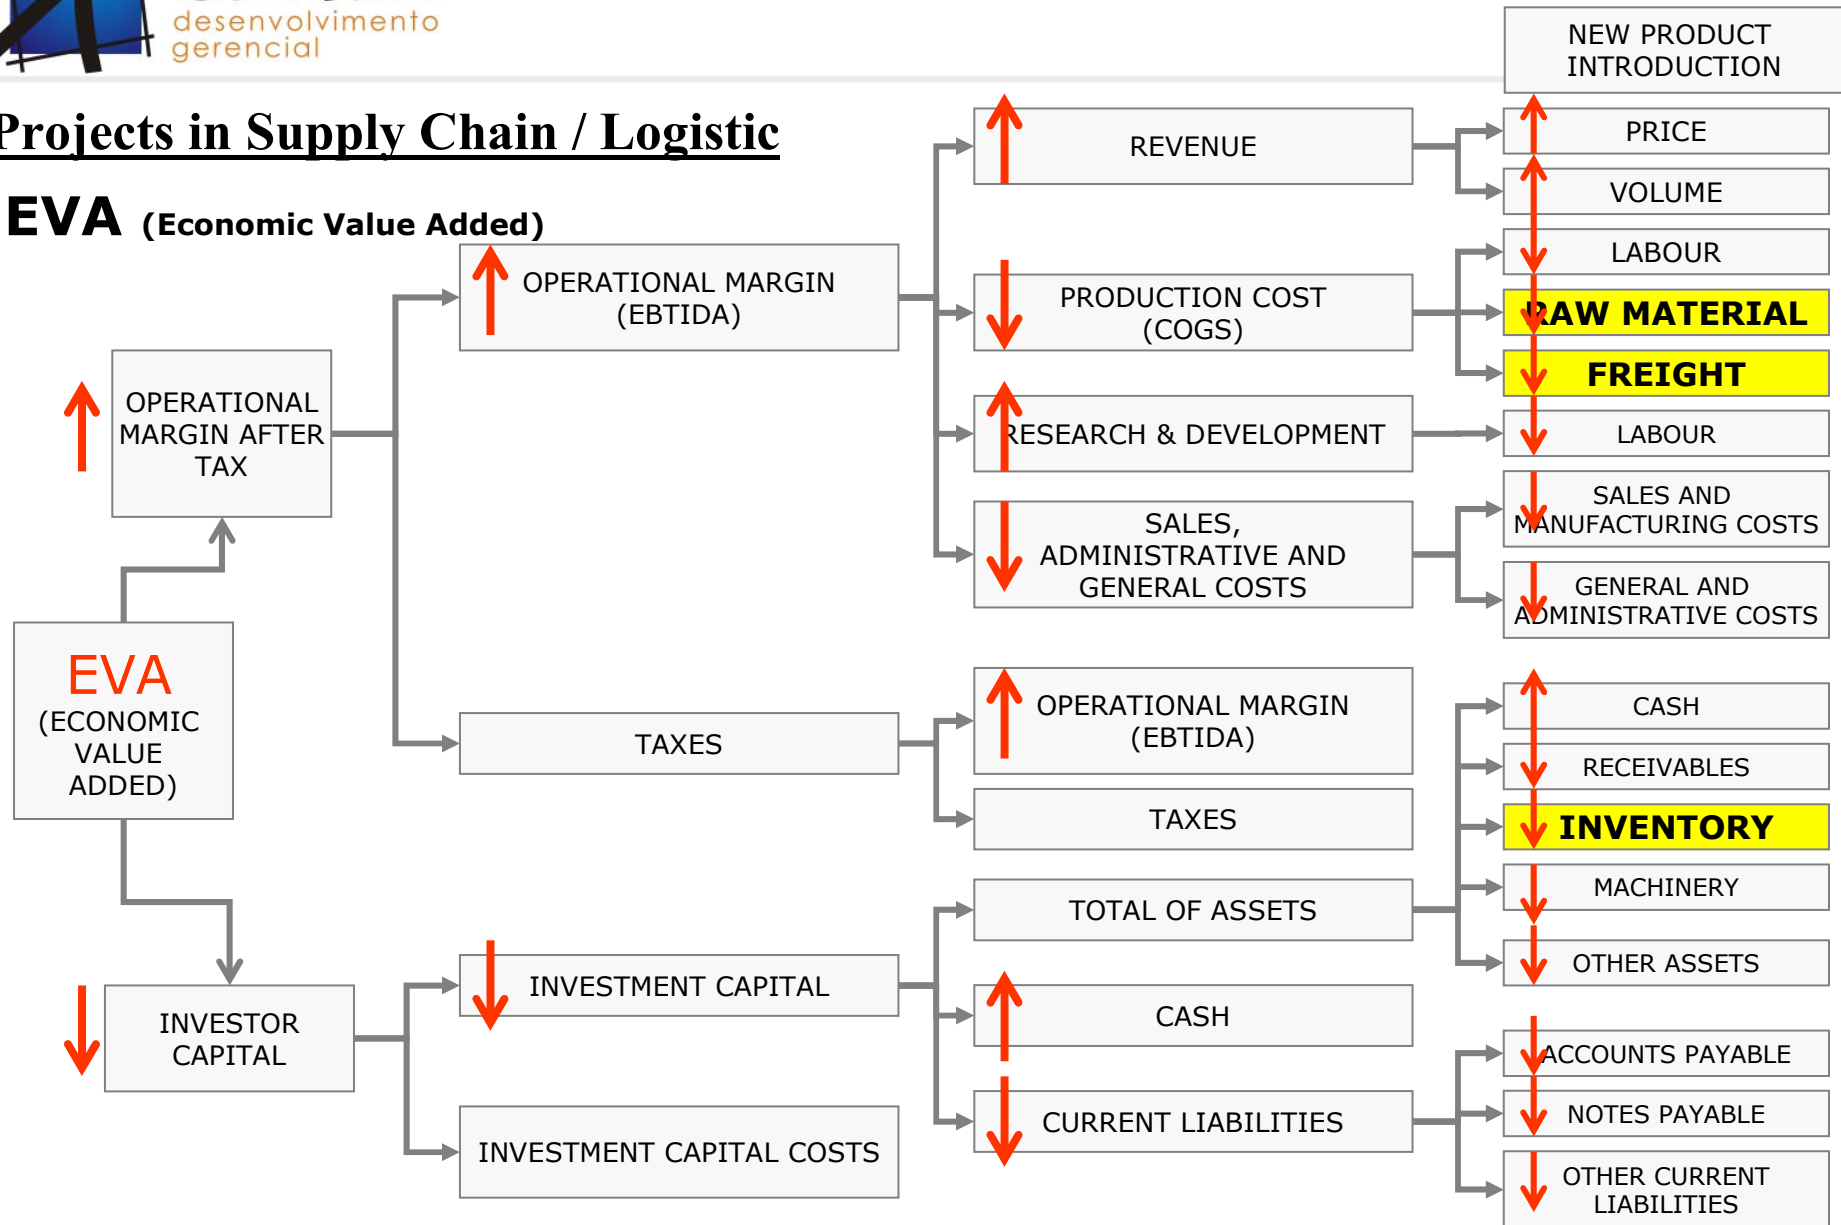 desenvolvimento
gerencial
Projects in Supply Chain / Logistic
EVA (Economic Value Added)
NEW PRODUCT
INTRODUCTION
REVENUE
PRICE
VOLUME
OPERATIONAL MARGIN
(EBTIDA)
PRODUCTION COST
(COGS)
LABOUR
RAW MATERIAL
FREIGHT
OPERATIONAL
MARGIN AFTER
TAX
RESEARCH & DEVELOPMENT
LABOUR
SALES,
ADMINISTRATIVE AND
GENERAL COSTS
SALES AND
MANUFACTURING COSTS
GENERAL AND
ADMINISTRATIVE COSTS
EVA
(ECONOMIC
VALUE
ADDED)
TAXES
OPERATIONAL MARGIN
(EBTIDA)
TAXES
CASH
RECEIVABLES
INVENTORY
MACHINERY
OTHER ASSETS
TOTAL OF ASSETS
INVESTOR
CAPITAL
INVESTMENT CAPITAL
CASH
CURRENT LIABILITIES
INVESTMENT CAPITAL COSTS
ACCOUNTS PAYABLE
NOTES PAYABLE
OTHER CURRENT
LIABILITIES